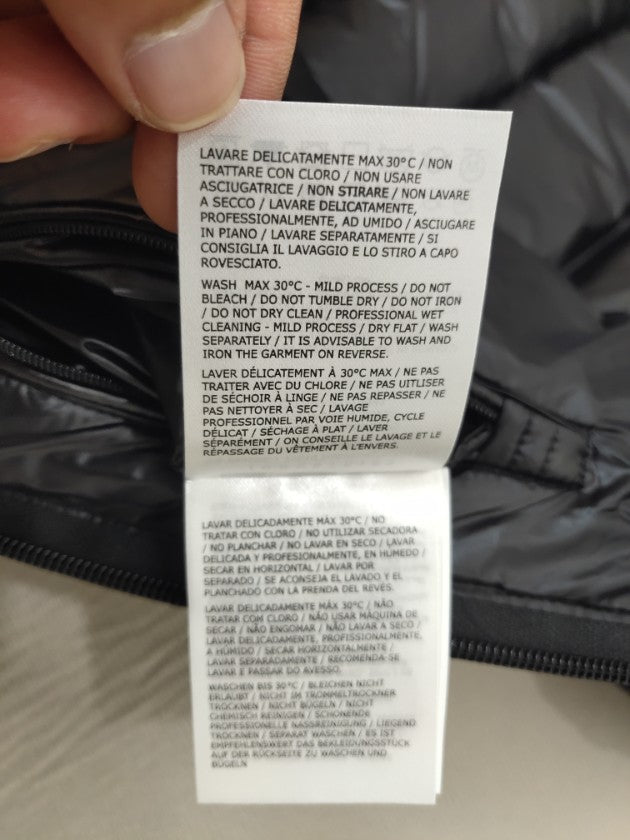 LAVARE DELICATAMENTE MAX 30°C / NON
TRATTARE CON CLORO / NON USARE
ASCIUGATRICE / NON STIRARE / NON LAVARE
A SECCO / LAVARE DELICATAMENTE,
PROFESSIONALMENTE, AD UMIDO / ASCIUGARE
IN PIANO / LAVARE SEPARATAMENTE / SI
CONSIGLIA IL LAVAGGIO E LO STIRO A CAPO
ROVESCIATO.
WASH MAX 30°C - MILD PROCESS / DO NOT
BLEACH / DO NOT TUMBLE DRY / DO NOT IRON
/ DO NOT DRY CLEAN / PROFESSIONAL WET
CLEANING - MILD PROCESS / DRY FLAT / WASH
SEPARATELY / IT IS ADVISABLE TO WASH AND
IRON THE GARMENT ON REVERSE.
LAVER DÉLICATEMENT À 30°C MAX / NE PAS
TRAITER AVEC DU CHLORE / NE PAS UITLISER
DE SÉCHOIR À LINGE / NE PAS REPASSER / NE
PAS NETTOYER À SEC / LAVAGE
PROFESSIONNEL PAR VOIE HUMIDE, CYCLE
DÉLICAT / SÉCHAGE À PLAT / LAVER
SÉPARÉMENT / ON CONSEILLE LE LAVAGE ET LE
RÉPASSAGE DU VÊTEMENT À L'ENVERS.
LAVAR DELICADAMENTE MÁX 30°C / NO
TRATAR CON CLORO / NO UTILIZAR SECADORA
/ NO PLANCHAR / NO LAVAR EN SECO / LAVAR
DELICADA Y PROFESIONALMENTE, EN HÚMEDO /
SECAR EN HORIZONTAL / LAVAR POR
SEPARADO / SE ACONSEJA EL LAVADO Y EL
PLANCHADO CON LA PRENDA DEL REVÉS.
LAVAR DELICADAMENTE MÁX 30°C / NÃO
TRATAR COM CLORO / NÃO USAR MÁQUINA DE
SECAR / NÃO ENGOMAR / NÃO LAVAR A SECO /
LAVAR DELICADAMENTE, PROFISSIONALMENTE,
A HÚMIDO / SECAR HORIZONTALMENTE /
LAVAR SEPARADAMENTE / RECOMENDA-SE
LAVAR E PASSAR DO AVESSO.
WASCHEN BIS 30°C / BLEICHEN NICHT
ERLAUBT / NICHT IM TROMMELTROCKNER
TROCKNEN / NICHT BÜGELN / NICHT
CHEMISCH REINIGEN / SCHONENDE
PROFESSIONELLE NASSREINIGUNG / LIEGEND
TROCKNEN / SEPARAT WASCHEN / ES IST
EMPFEHLENSWERT DAS BEKLEIDUNGSSTÜCK
AUF DER RÜCKSEITE ZU WASCHEN UND
BÜGELN